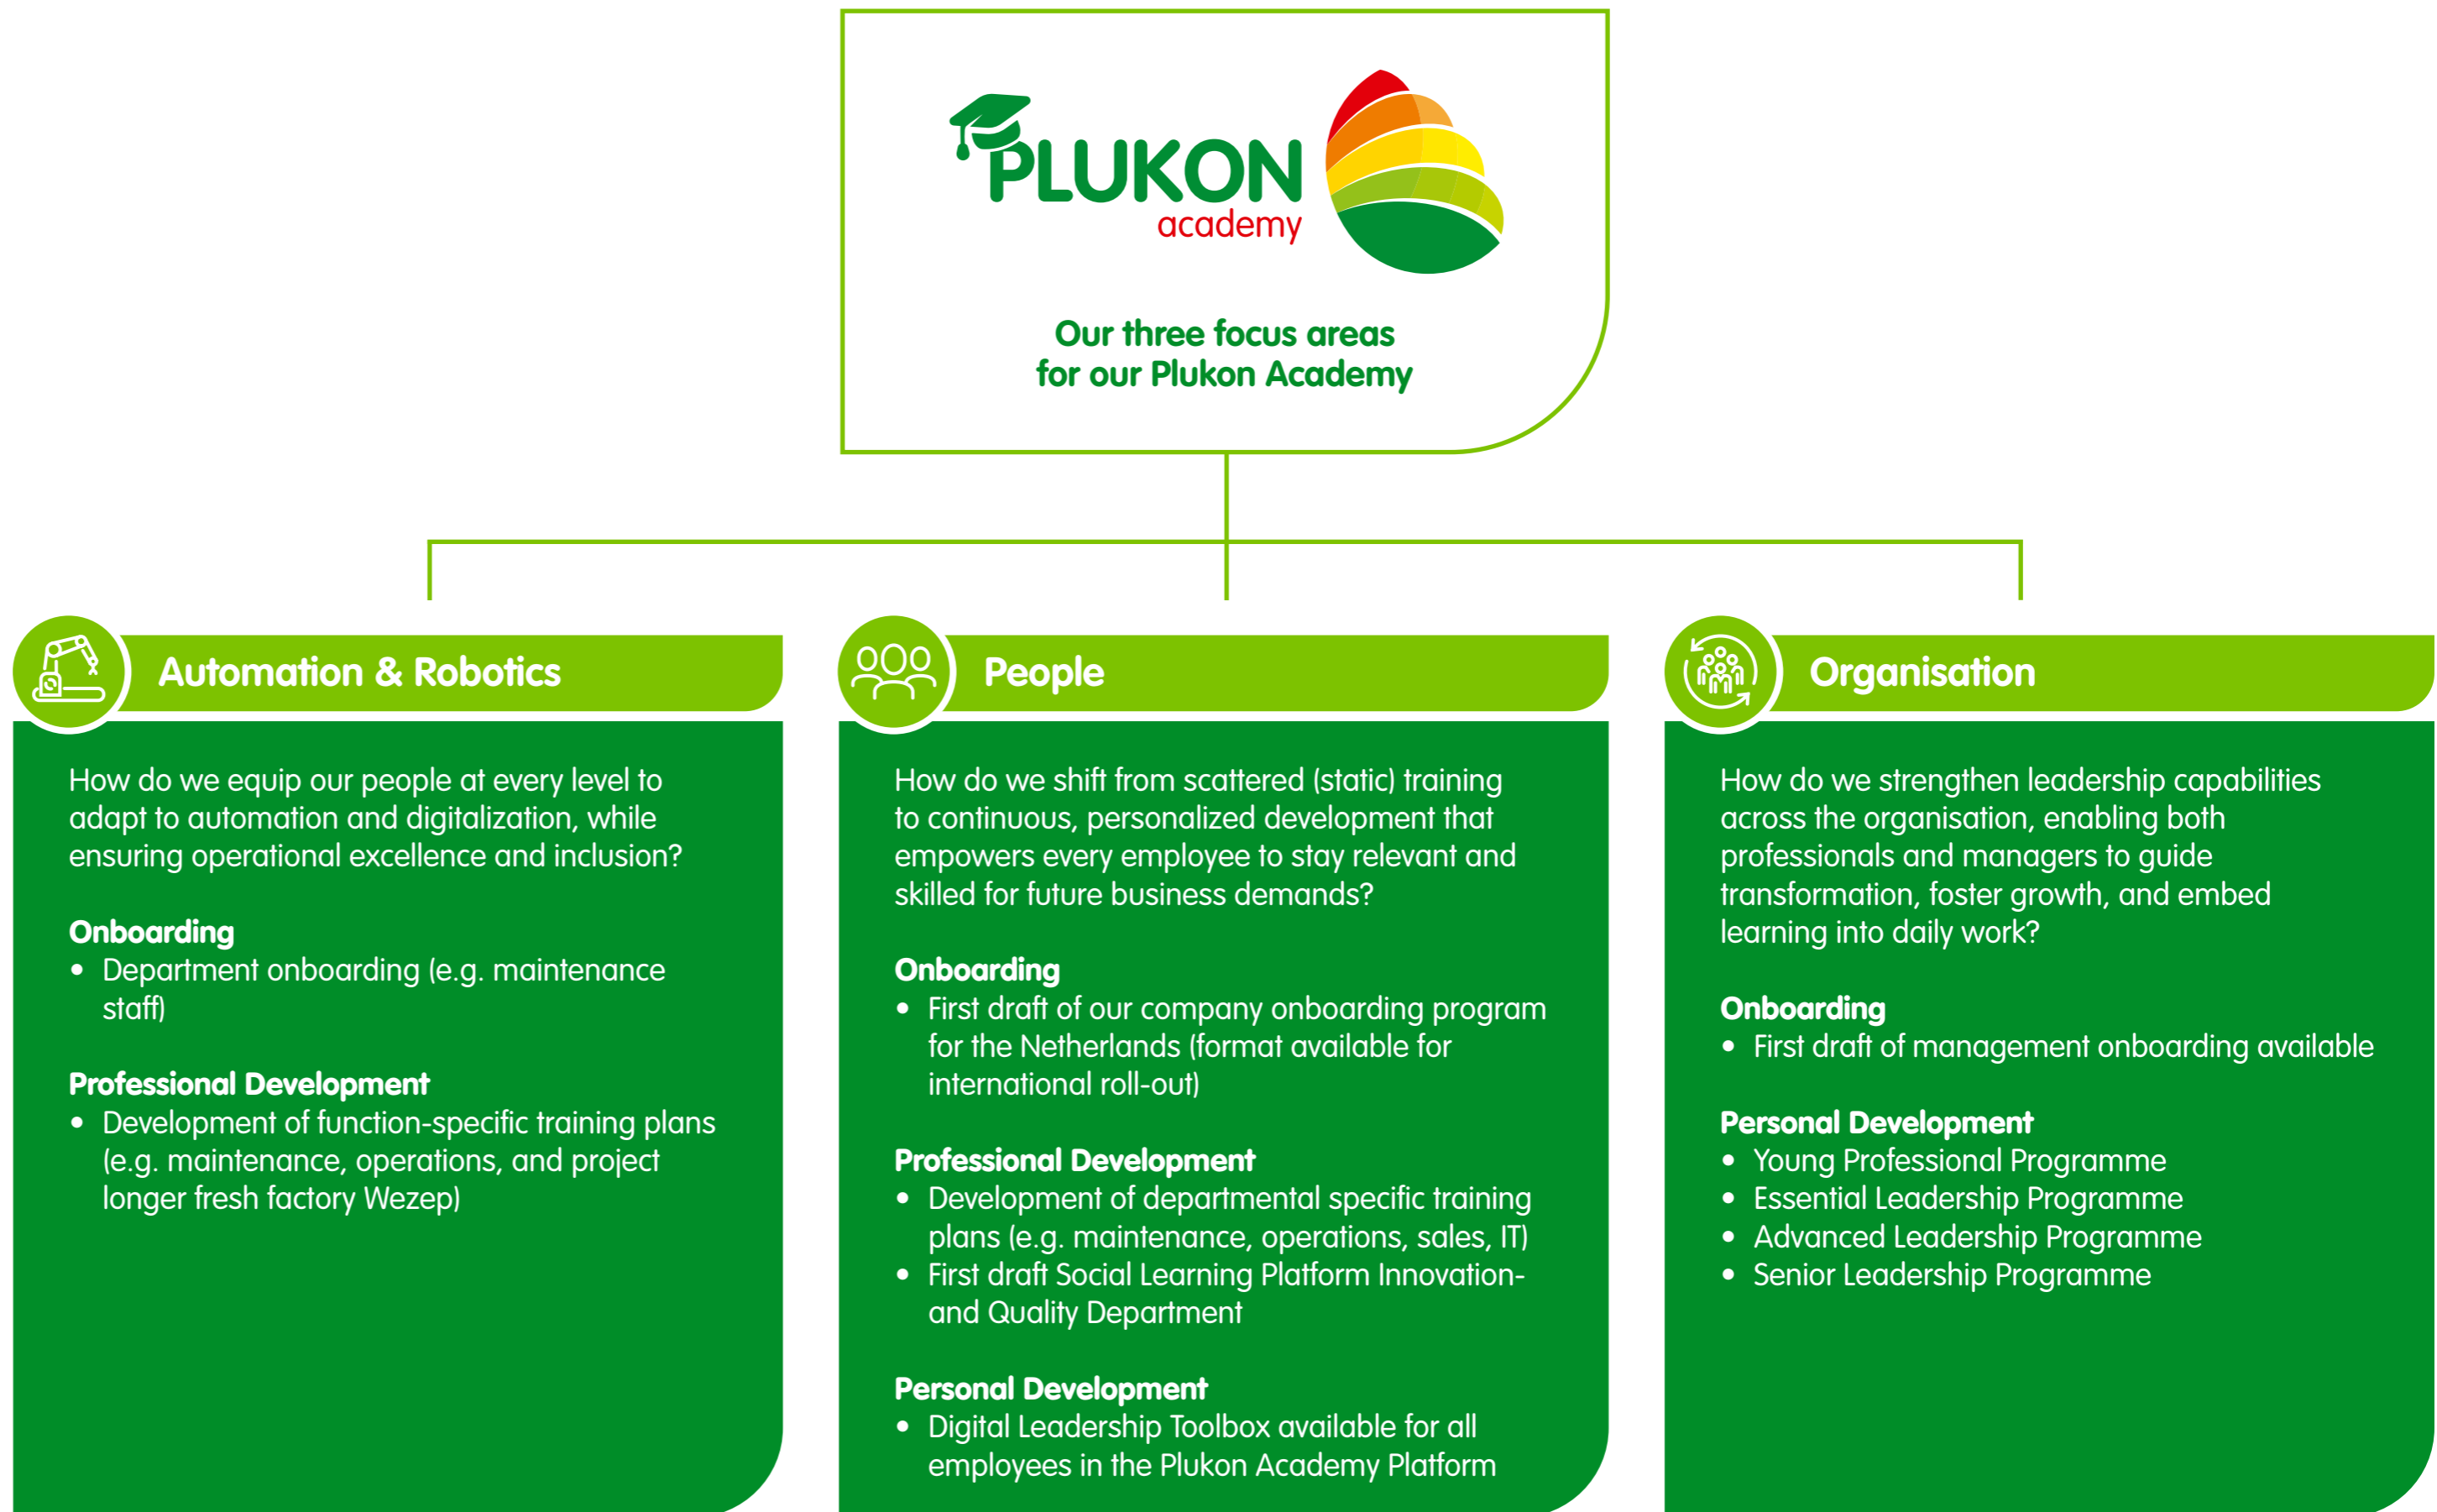 PLUKON
academy
Our three focus areas
for our Plukon Academy
Automation & Robotics
How do we equip our people at every level to
adapt to automation and digitalization, while
ensuring operational excellence and inclusion?
Onboarding
• Department onboarding (e.g. maintenance
staff)
Professional Development
• Development of function-specific training plans
(e.g. maintenance, operations, and project
longer fresh factory Wezep)
People
How do we shift from scattered (static) training
to continuous, personalized development that
empowers every employee to stay relevant and
skilled for future business demands?
Onboarding
• First draft of our company onboarding program
for the Netherlands (format available for
international roll-out)
Professional Development
• Development of departmental specific training
plans (e.g. maintenance, operations, sales, IT)
• First draft Social Learning Platform Innovation-
and Quality Department
Personal Development
• Digital Leadership Toolbox available for all
employees in the Plukon Academy Platform
Organisation
How do we strengthen leadership capabilities
across the organisation, enabling both
professionals and managers to guide
transformation, foster growth, and embed
learning into daily work?
Onboarding
• First draft of management onboarding available
Personal Development
• Young Professional Programme
• Essential Leadership Programme
• Advanced Leadership Programme
• Senior Leadership Programme